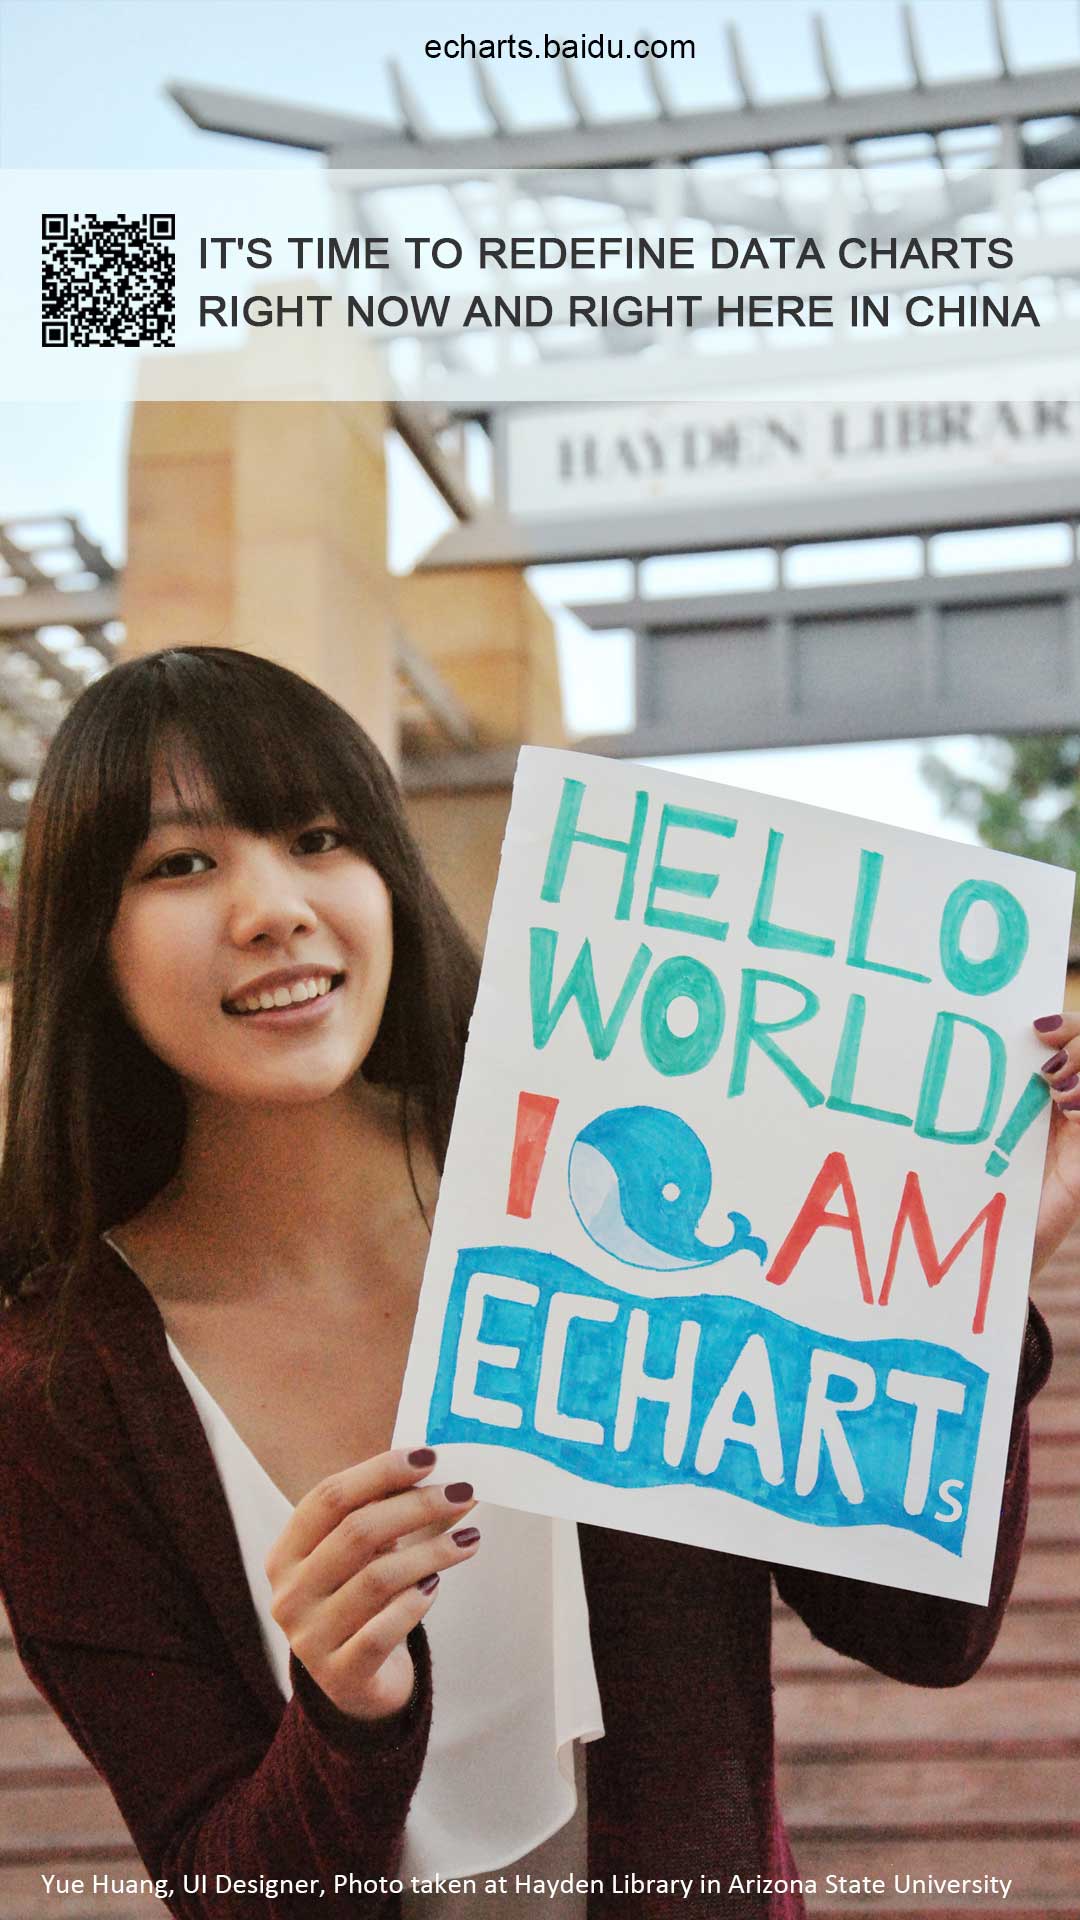 echarts.baidu.com
IT'S TIME TO REDEFINE DATA CHARTS
RIGHT NOW AND RIGHT HERE IN CHINA
HAYDEN LIBRAR
HELLO
WORLD!
I AM
ECHARTs
Yue Huang, UI Designer, Photo taken at Hayden Library in Arizona State University